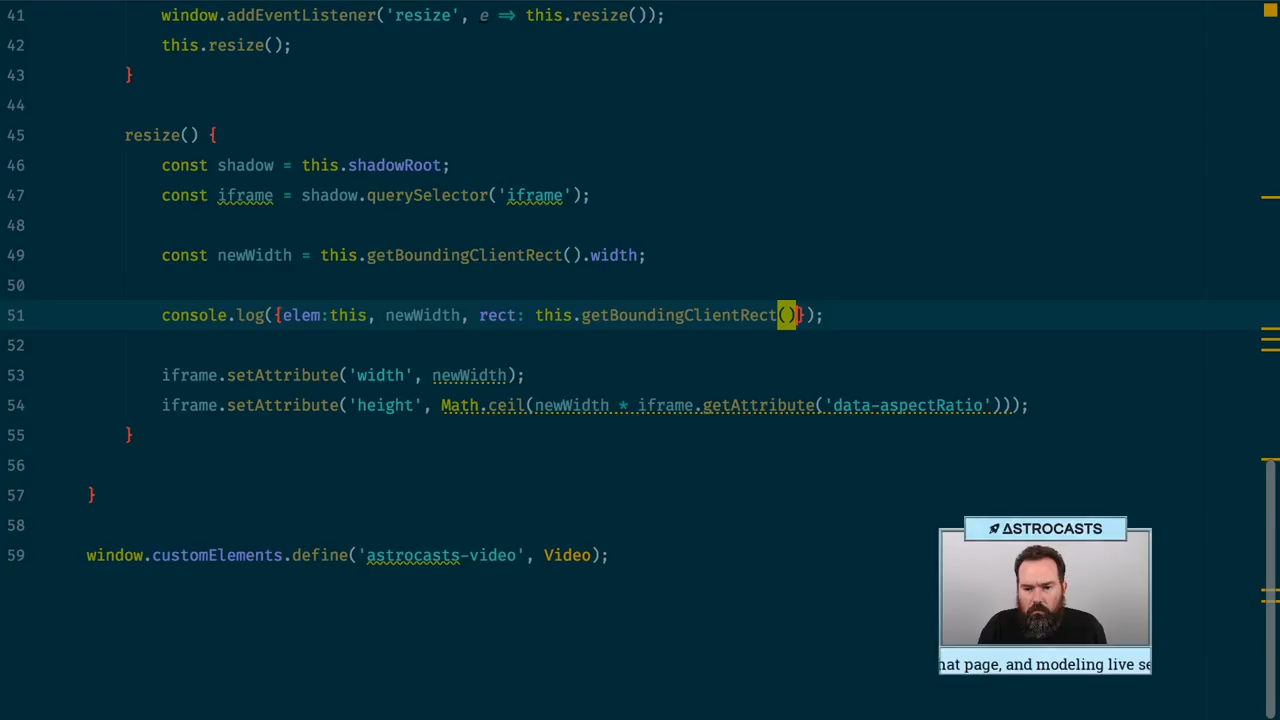 41 window.addEventListener('resize', e => this.resize());
42 this.resize();
43 }
44
45 resize() {
46 const shadow = this.shadowRoot;
47 const iframe = shadow.querySelector('iframe');
48
49 const newWidth = this.getBoundingClientRect().width;
50
51 console.log({elem:this, newWidth, rect: this.getBoundingClientRect()});
52
53 iframe.setAttribute('width', newWidth);
54 iframe.setAttribute('height', Math.ceil(newWidth * iframe.getAttribute('data-aspectRatio')));
55 }
56
57 }
58
59 window.customElements.define('astrocasts-video', Video);
ASTROCASTS
hat page, and modeling live se